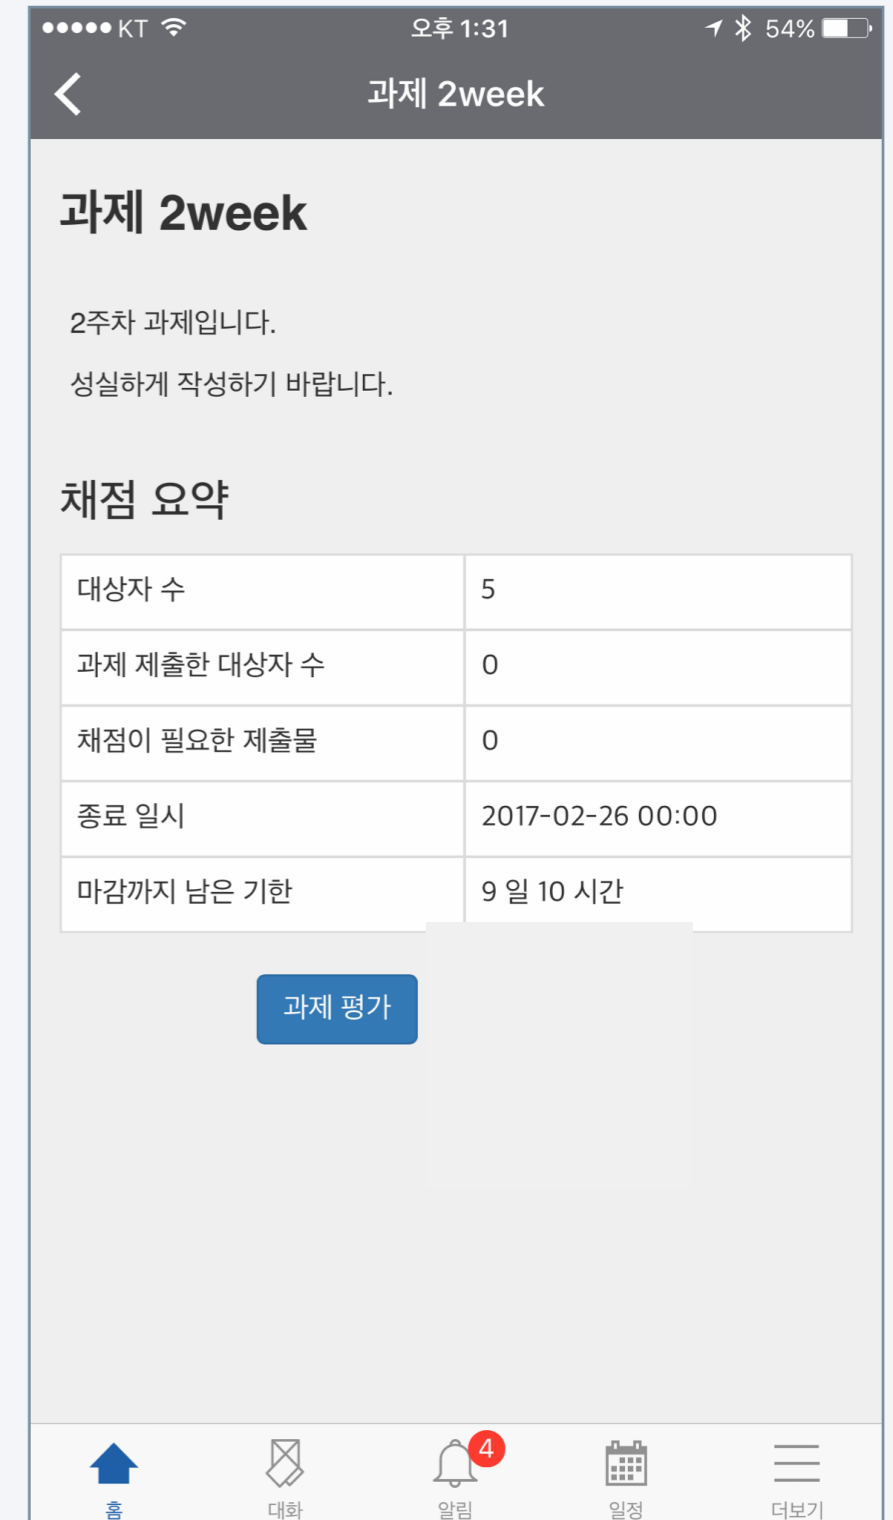 KT 오후 1:31 54%
과제 2week
과제 2week
2주차 과제입니다.
성실하게 작성하기 바랍니다.
채점 요약
대상자 수 5
과제 제출한 대상자 수 0
채점이 필요한 제출물 0
종료 일시 2017-02-26 00:00
마감까지 남은 기한 9 일 10 시간
과제 평가
4
홈 대화 알림 일정 더보기